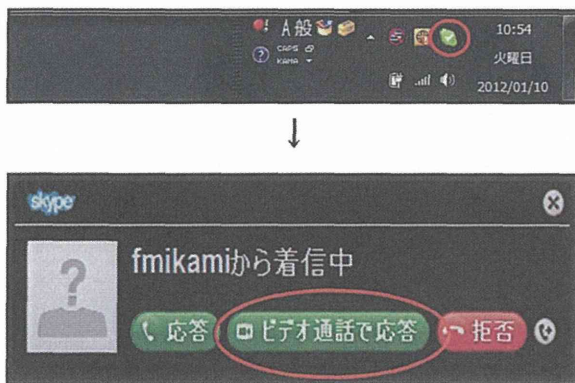 A 般
10:54
CAPS
KANA
火曜日
2012/01/10
↓
skype
fmikamiから着信中
応答 ビデオ通話で応答 拒否